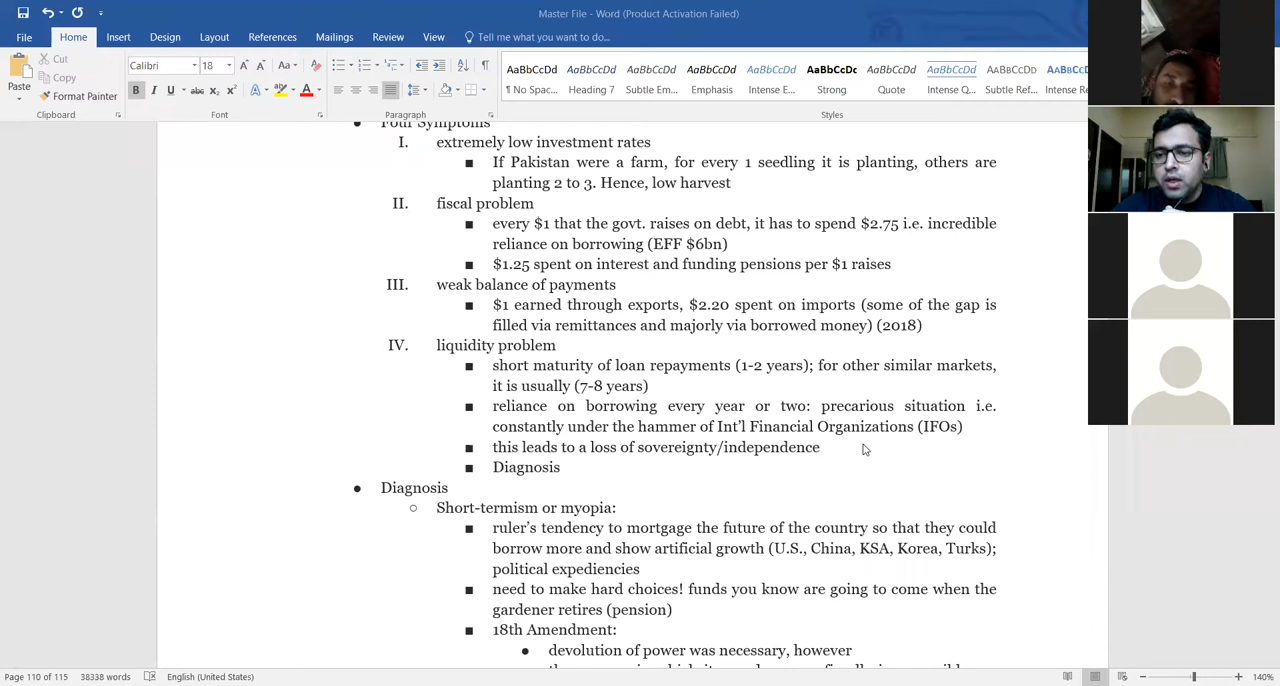 Master File - Word (Product Activation Failed)
File Home Insert Design Layout References Mailings Review View Tell me what you want to do...
Cut
Copy
Paste
Format Painter
Calibri 18
AaBbCcDd AaBbCcDd AaBbCcDd AaBbCcDd AaBbCcDd AaBbCcDc AaBbCcDd AaBbCcDd AaBbCcDd AaBbCcD
¶ No Spac... Heading 7 Subtle Em... Emphasis Intense E... Strong Quote Intense Q... Subtle Ref... Intense Re
Clipboard Font Paragraph Styles
Four Symptoms
I. extremely low investment rates
If Pakistan were a farm, for every 1 seedling it is planting, others are
planting 2 to 3. Hence, low harvest
II. fiscal problem
every $1 that the govt. raises on debt, it has to spend $2.75 i.e. incredible
reliance on borrowing (EFF $6bn)
$1.25 spent on interest and funding pensions per $1 raises
III. weak balance of payments
$1 earned through exports, $2.20 spent on imports (some of the gap is
filled via remittances and majorly via borrowed money) (2018)
IV. liquidity problem
short maturity of loan repayments (1-2 years); for other similar markets,
it is usually (7-8 years)
reliance on borrowing every year or two: precarious situation i.e.
constantly under the hammer of Int'l Financial Organizations (IFOs)
this leads to a loss of sovereignty/independence
Diagnosis
Diagnosis
Short-termism or myopia:
ruler's tendency to mortgage the future of the country so that they could
borrow more and show artificial growth (U.S., China, KSA, Korea, Turks);
political expediencies
need to make hard choices! funds you know are going to come when the
gardener retires (pension)
18th Amendment:
devolution of power was necessary, however
Page 110 of 115 38338 words English (United States) 140%